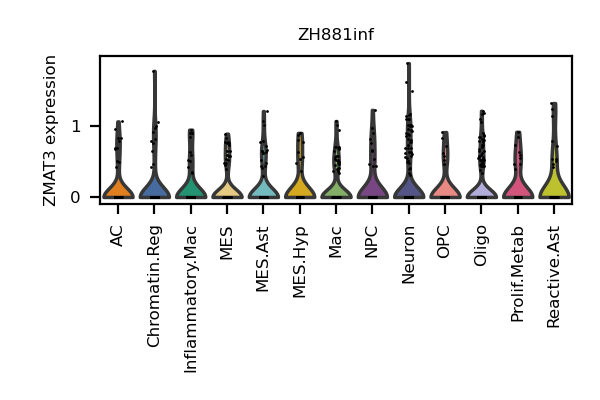 ZH881inf
ZMAT3 expression
1
0
AC
Chromatin.Reg
Inflammatory.Mac
MES
MES.Ast
MES.Hyp
Mac
NPC
Neuron
OPC
Oligo
Prolif.Metab
Reactive.Ast